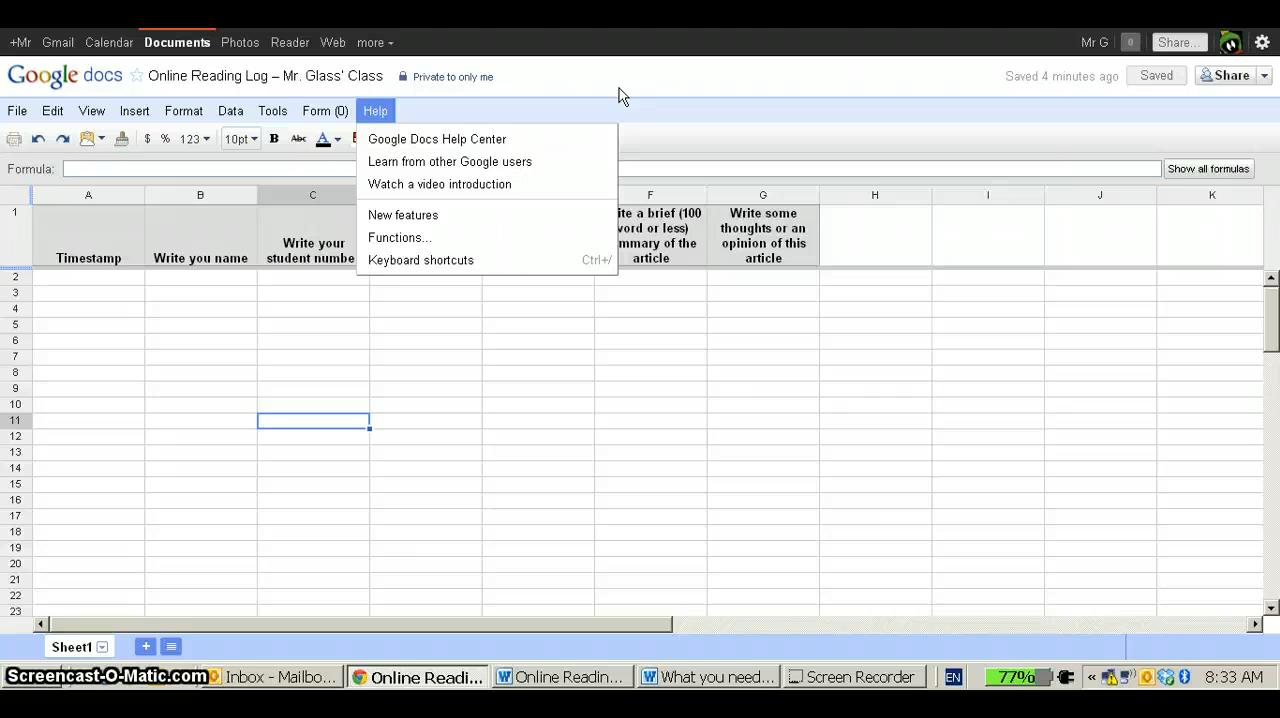 +Mr Gmail Calendar Documents Photos Reader Web more Mr G 0 Share...
Google docs Online Reading Log – Mr. Glass' Class Private to only me Saved 4 minutes ago Saved Share
File Edit View Insert Format Data Tools Form (0) Help
$ % 123 10pt B Abc A
Formula: Show all formulas
Google Docs Help Center
Learn from other Google users
Watch a video introduction
New features
Functions...
Keyboard shortcuts Ctrl+/
A B C F G H I J K
1
Timestamp
Write you name
Write your
student numbe
ite a brief (100
word or less)
mmary of the
article
Write some
thoughts or an
opinion of this
article
2
3
4
5
6
7
8
9
10
11
12
13
14
15
16
17
18
19
20
21
22
23
Sheet1 +
Screencast-O-Matic.com Inbox - Mailbo... Online Readi... Online Readin... What you need... Screen Recorder EN 77% « 8:33 AM